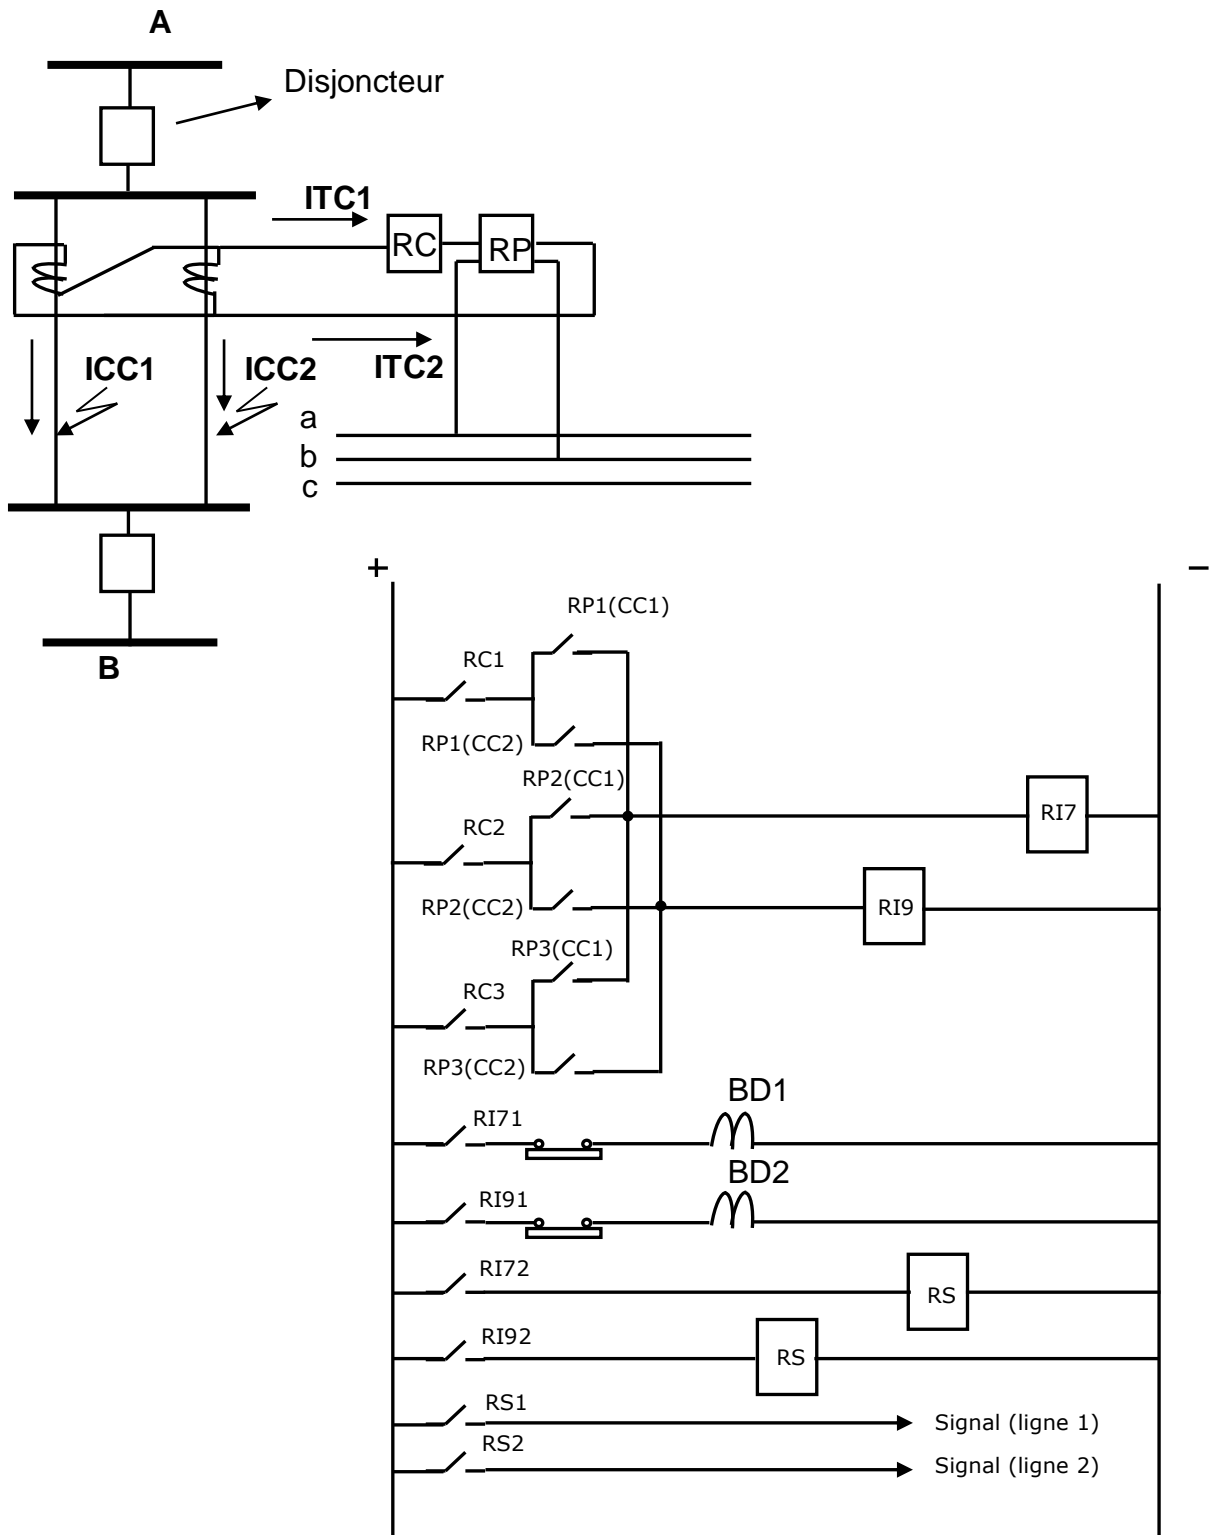 A
Disjoncteur
ITC1
RC
RP
ICC1
ICC2
ITC2
a
b
c
B
+
–
RP1(CC1)
RC1
RP1(CC2)
RP2(CC1)
RI7
RC2
RP2(CC2)
RI9
RP3(CC1)
RC3
RP3(CC2)
BD1
RI71
BD2
RI91
RI72
RS
RI92
RS
RS1
Signal (ligne 1)
RS2
Signal (ligne 2)